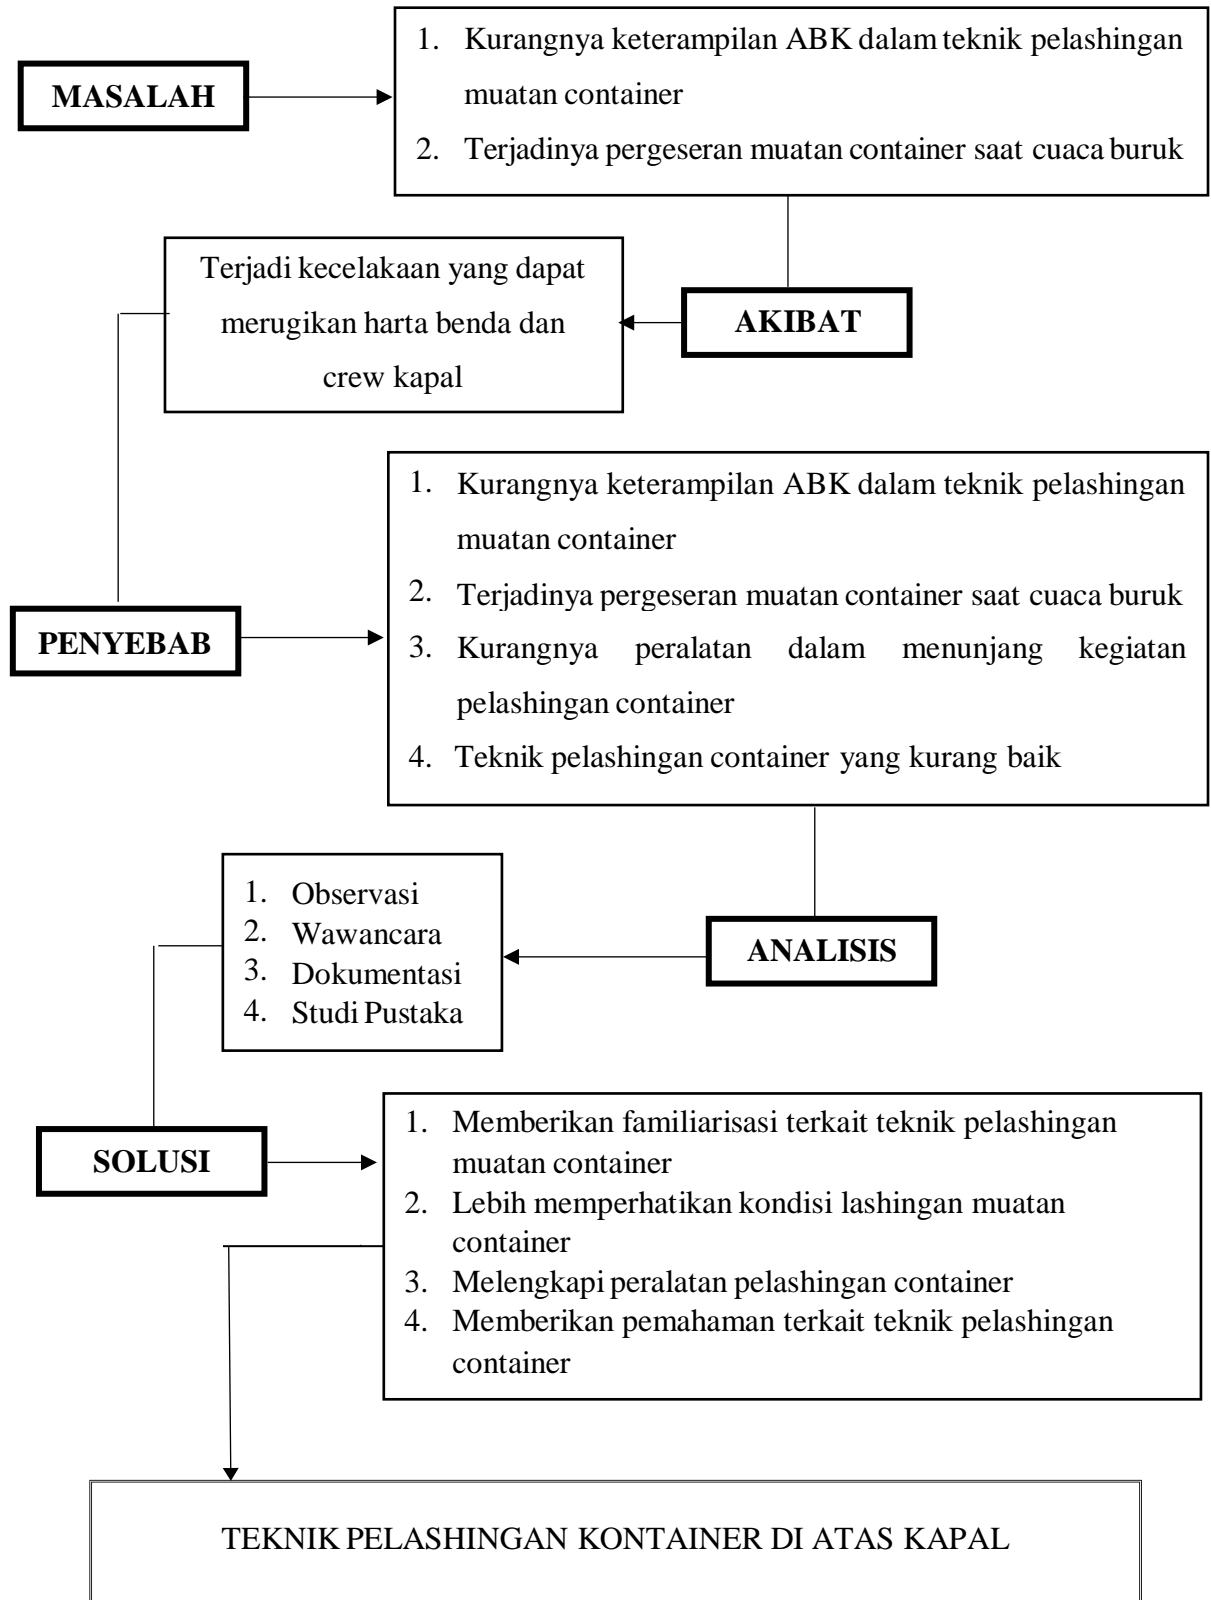 MASALAH
1. Kurangnya keterampilan ABK dalam teknik pelashingan
muatan container
2. Terjadinya pergeseran muatan container saat cuaca buruk
AKIBAT
Terjadi kecelakaan yang dapat
merugikan harta benda dan
crew kapal
PENYEBAB
1. Kurangnya keterampilan ABK dalam teknik pelashingan
muatan container
2. Terjadinya pergeseran muatan container saat cuaca buruk
3. Kurangnya peralatan dalam menunjang kegiatan
pelashingan container
4. Teknik pelashingan container yang kurang baik
ANALISIS
1. Observasi
2. Wawancara
3. Dokumentasi
4. Studi Pustaka
SOLUSI
1. Memberikan familiarisasi terkait teknik pelashingan
muatan container
2. Lebih memperhatikan kondisi lashingan muatan
container
3. Melengkapi peralatan pelashingan container
4. Memberikan pemahaman terkait teknik pelashingan
container
TEKNIK PELASHINGAN KONTAINER DI ATAS KAPAL